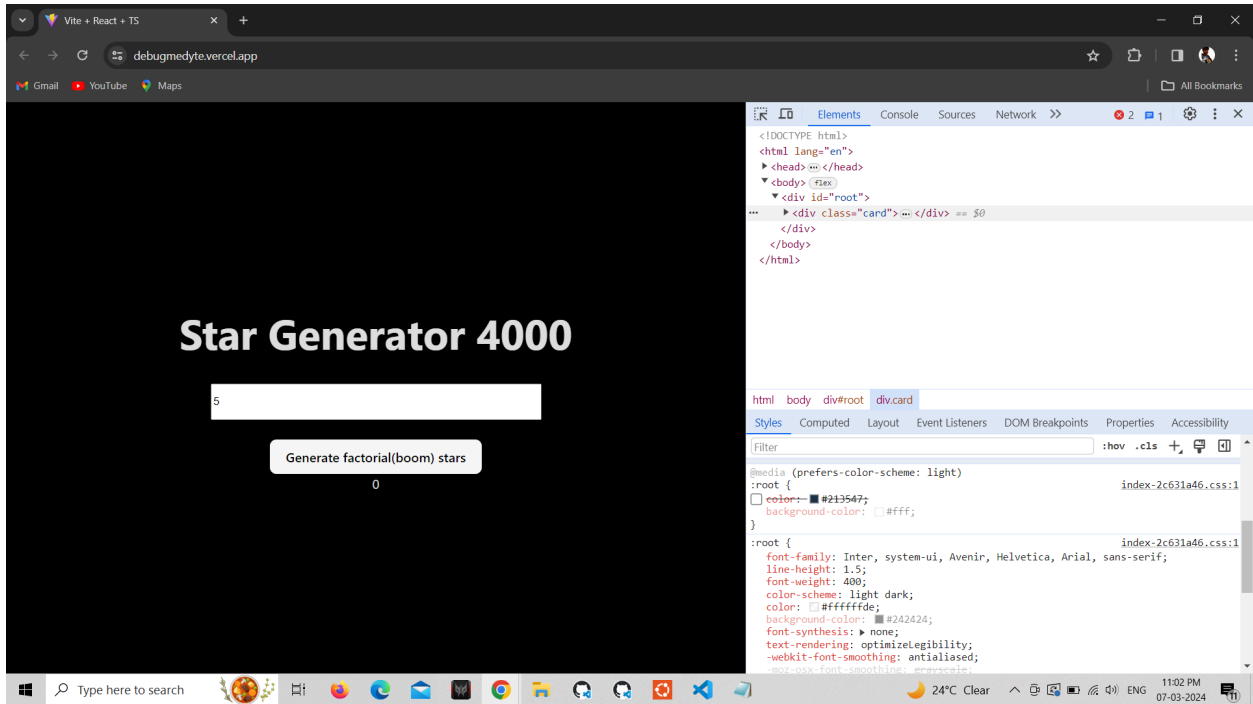 Vite + React + TS
debugmedyte.vercel.app
Gmail YouTube Maps All Bookmarks
Star Generator 4000
5
Generate factorial(boom) stars
0
Elements Console Sources Network 2 1
<!DOCTYPE html>
<html lang="en">
<head> </head>
<body> flex
<div id="root">
<div class="card"> </div> == $0
</div>
</body>
</html>
html body div#root div.card
Styles Computed Layout Event Listeners DOM Breakpoints Properties Accessibility
Filter :hov .cls
@media (prefers-color-scheme: light)
:root { index-2c631a46.css:1
color: #213547;
background-color: #fff;
}
:root { index-2c631a46.css:1
font-family: Inter, system-ui, Avenir, Helvetica, Arial, sans-serif;
line-height: 1.5;
font-weight: 400;
color-scheme: light dark;
color: #ffffffde;
background-color: #242424;
font-synthesis: none;
text-rendering: optimizeLegibility;
-webkit-font-smoothing: antialiased;
-moz-osx-font-smoothing: grayscale;
Type here to search 24°C Clear ENG 11:02 PM
07-03-2024 11